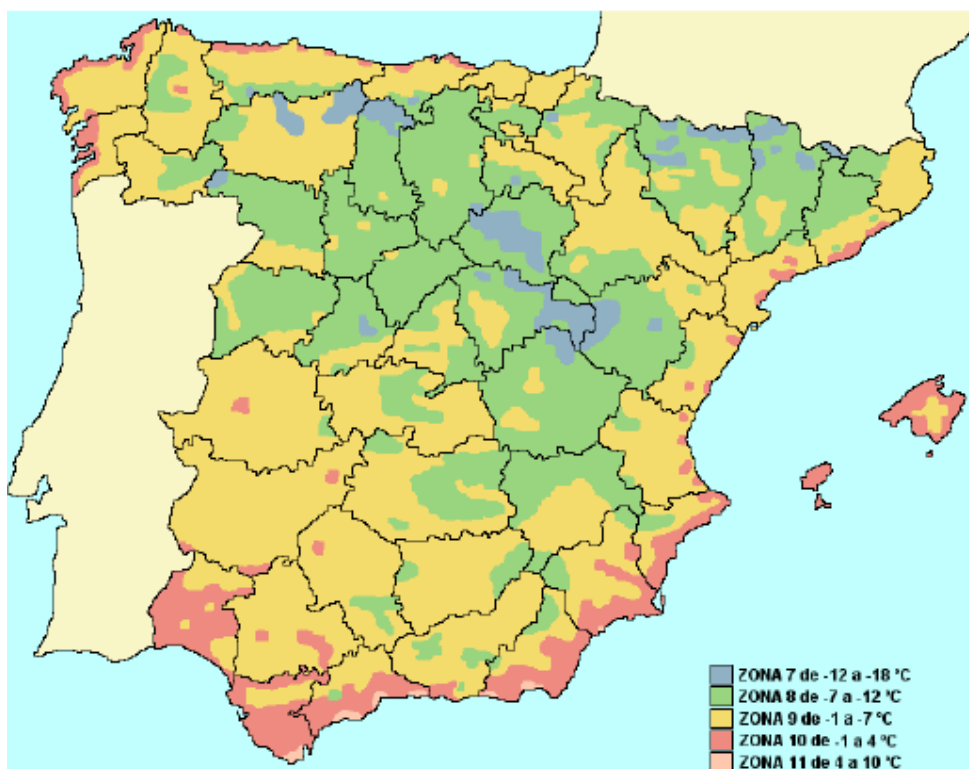 ZONA 7 de -12 a -18 ºC
ZONA 8 de -7 a -12 ºC
ZONA 9 de -1 a -7 ºC
ZONA 10 de -1 a 4 ºC
ZONA 11 de 4 a 10 ºC